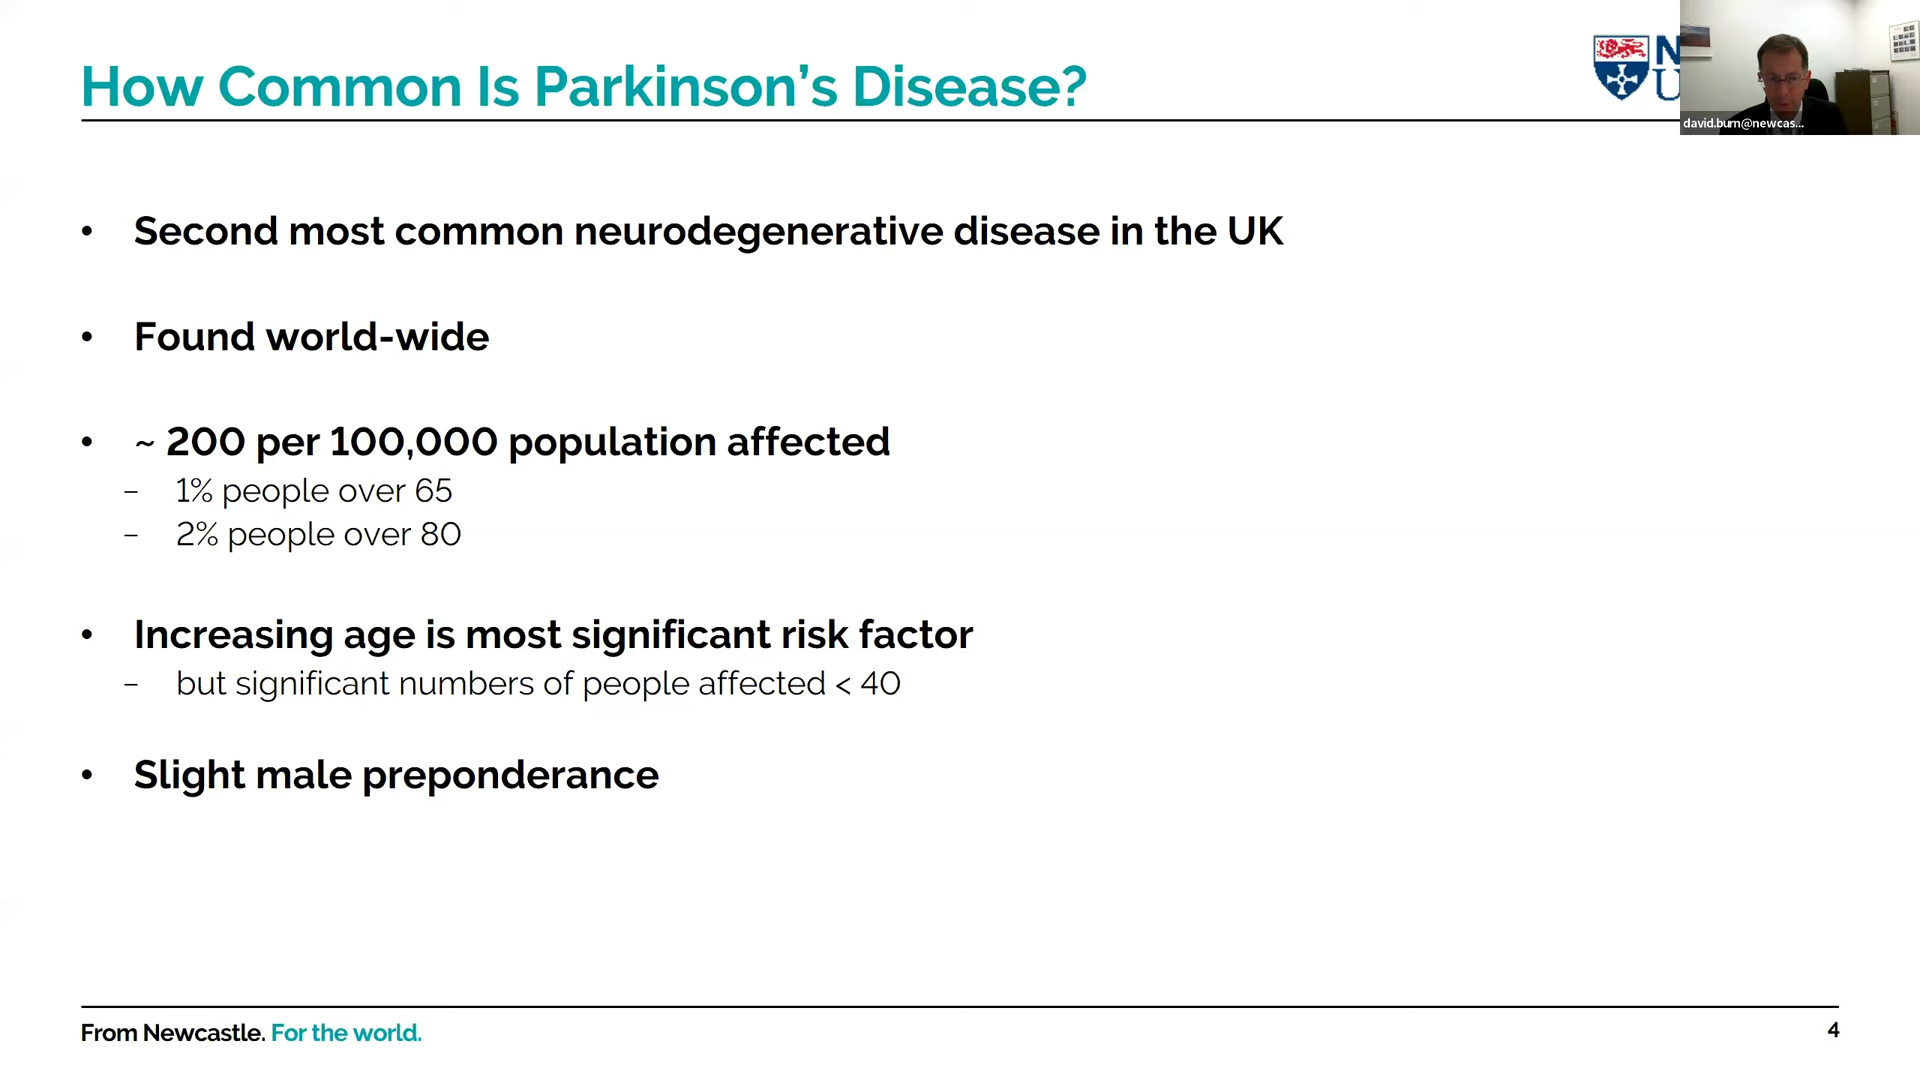 How Common Is Parkinson's Disease?
N
U
david.burn@newcas...
• Second most common neurodegenerative disease in the UK
• Found world-wide
• ~ 200 per 100,000 population affected
– 1% people over 65
– 2% people over 80
• Increasing age is most significant risk factor
– but significant numbers of people affected < 40
• Slight male preponderance
From Newcastle. For the world.
4